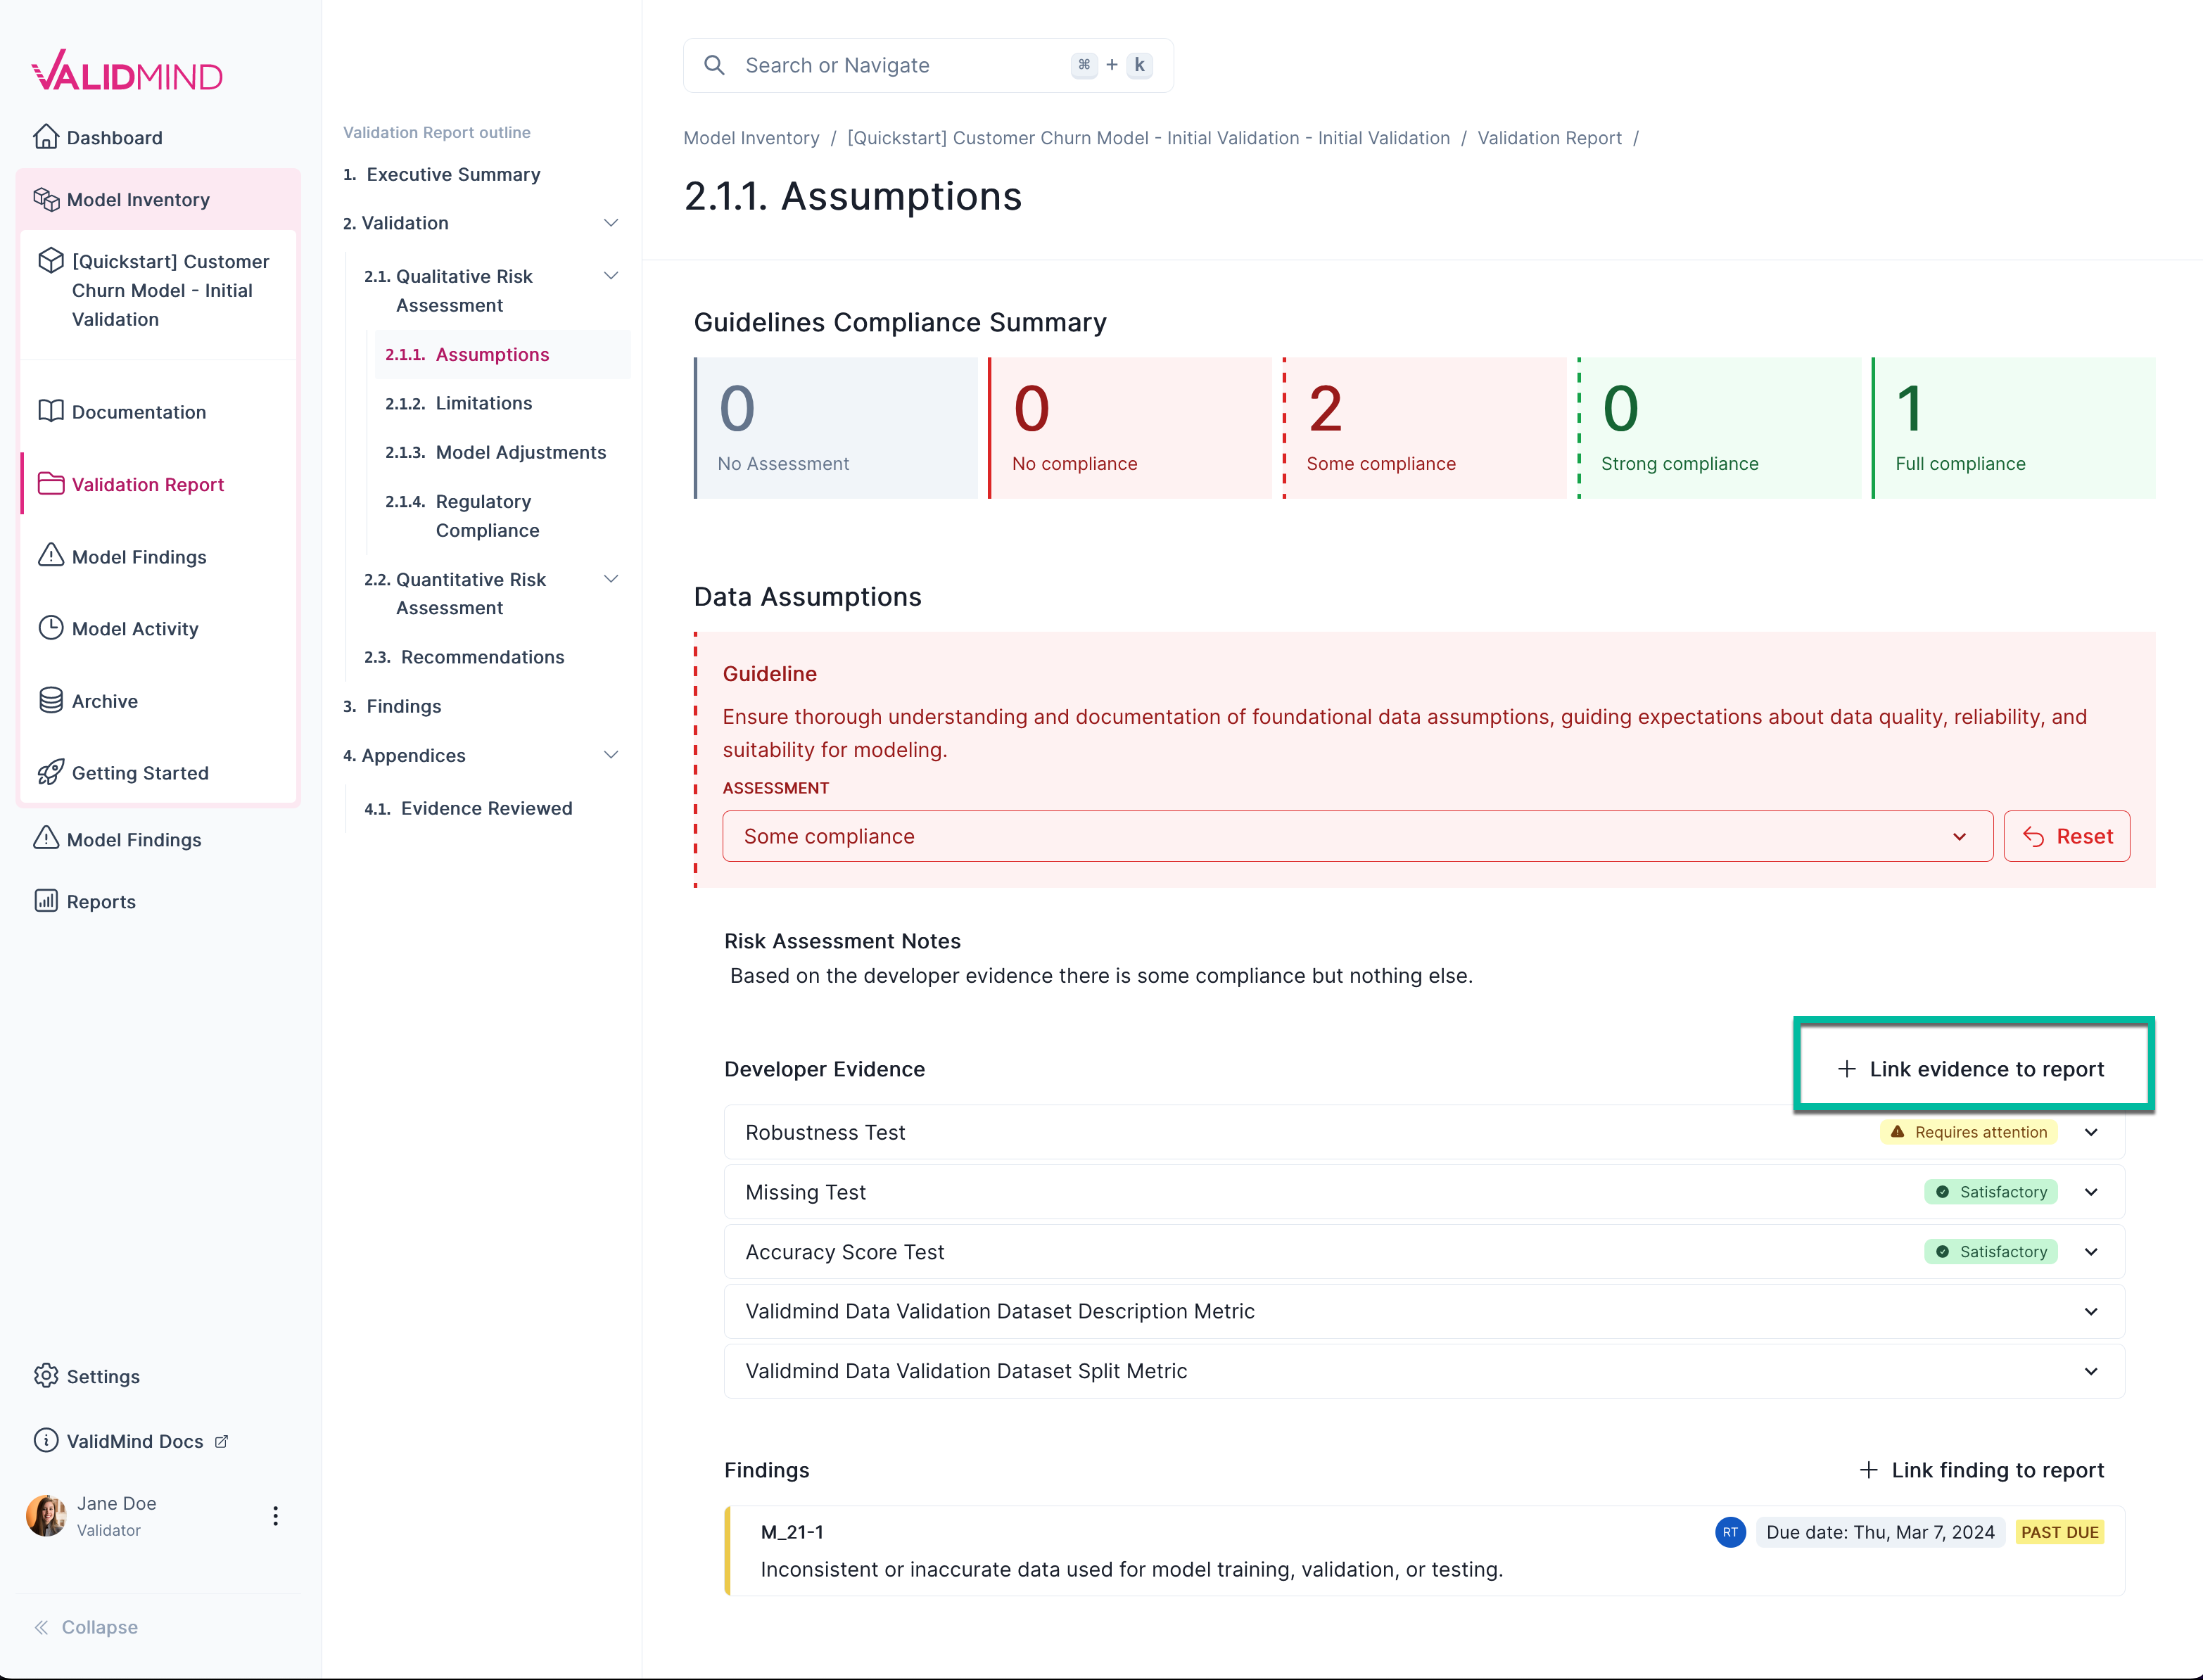 VALIDMIND
Dashboard
Model Inventory
[Quickstart] Customer
Churn Model - Initial
Validation
Documentation
Validation Report
Model Findings
Model Activity
Archive
Getting Started
Model Findings
Reports
Settings
ValidMind Docs
Jane Doe
Validator
Collapse
Validation Report outline
1. Executive Summary
2. Validation
2.1. Qualitative Risk
Assessment
2.1.1. Assumptions
2.1.2. Limitations
2.1.3. Model Adjustments
2.1.4. Regulatory
Compliance
2.2. Quantitative Risk
Assessment
2.3. Recommendations
3. Findings
4. Appendices
4.1. Evidence Reviewed
Search or Navigate ⌘ + k
Model Inventory / [Quickstart] Customer Churn Model - Initial Validation - Initial Validation / Validation Report /
2.1.1. Assumptions
Guidelines Compliance Summary
0
No Assessment
0
No compliance
2
Some compliance
0
Strong compliance
1
Full compliance
Data Assumptions
Guideline
Ensure thorough understanding and documentation of foundational data assumptions, guiding expectations about data quality, reliability, and
suitability for modeling.
ASSESSMENT
Some compliance Reset
Risk Assessment Notes
Based on the developer evidence there is some compliance but nothing else.
Developer Evidence + Link evidence to report
Robustness Test Requires attention
Missing Test Satisfactory
Accuracy Score Test Satisfactory
Validmind Data Validation Dataset Description Metric
Validmind Data Validation Dataset Split Metric
Findings + Link finding to report
M_21-1 RT Due date: Thu, Mar 7, 2024 PAST DUE
Inconsistent or inaccurate data used for model training, validation, or testing.